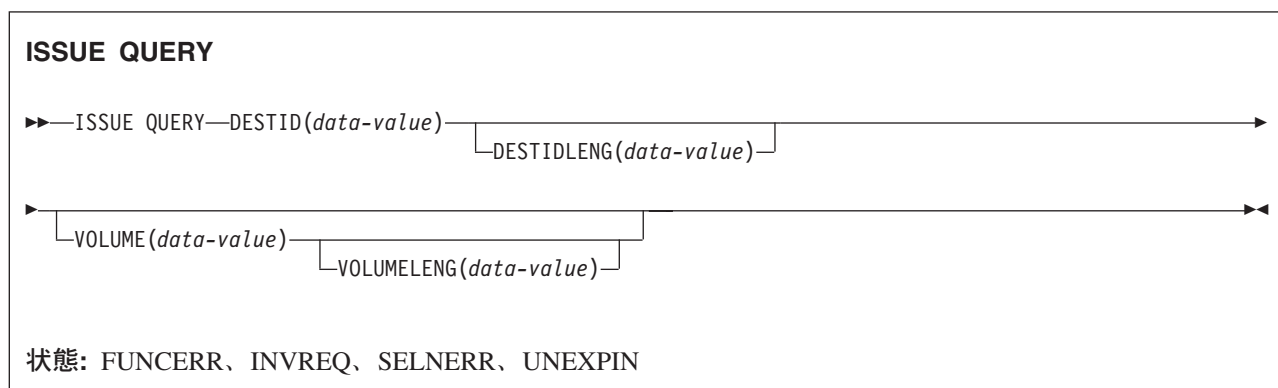 ISSUE QUERY
ISSUE QUERY DESTID(data-value)
DESTIDLENG(data-value)
VOLUME(data-value)
VOLUMELENG(data-value)
状態: FUNCERR、INVREQ、SELNERR、UNEXPIN